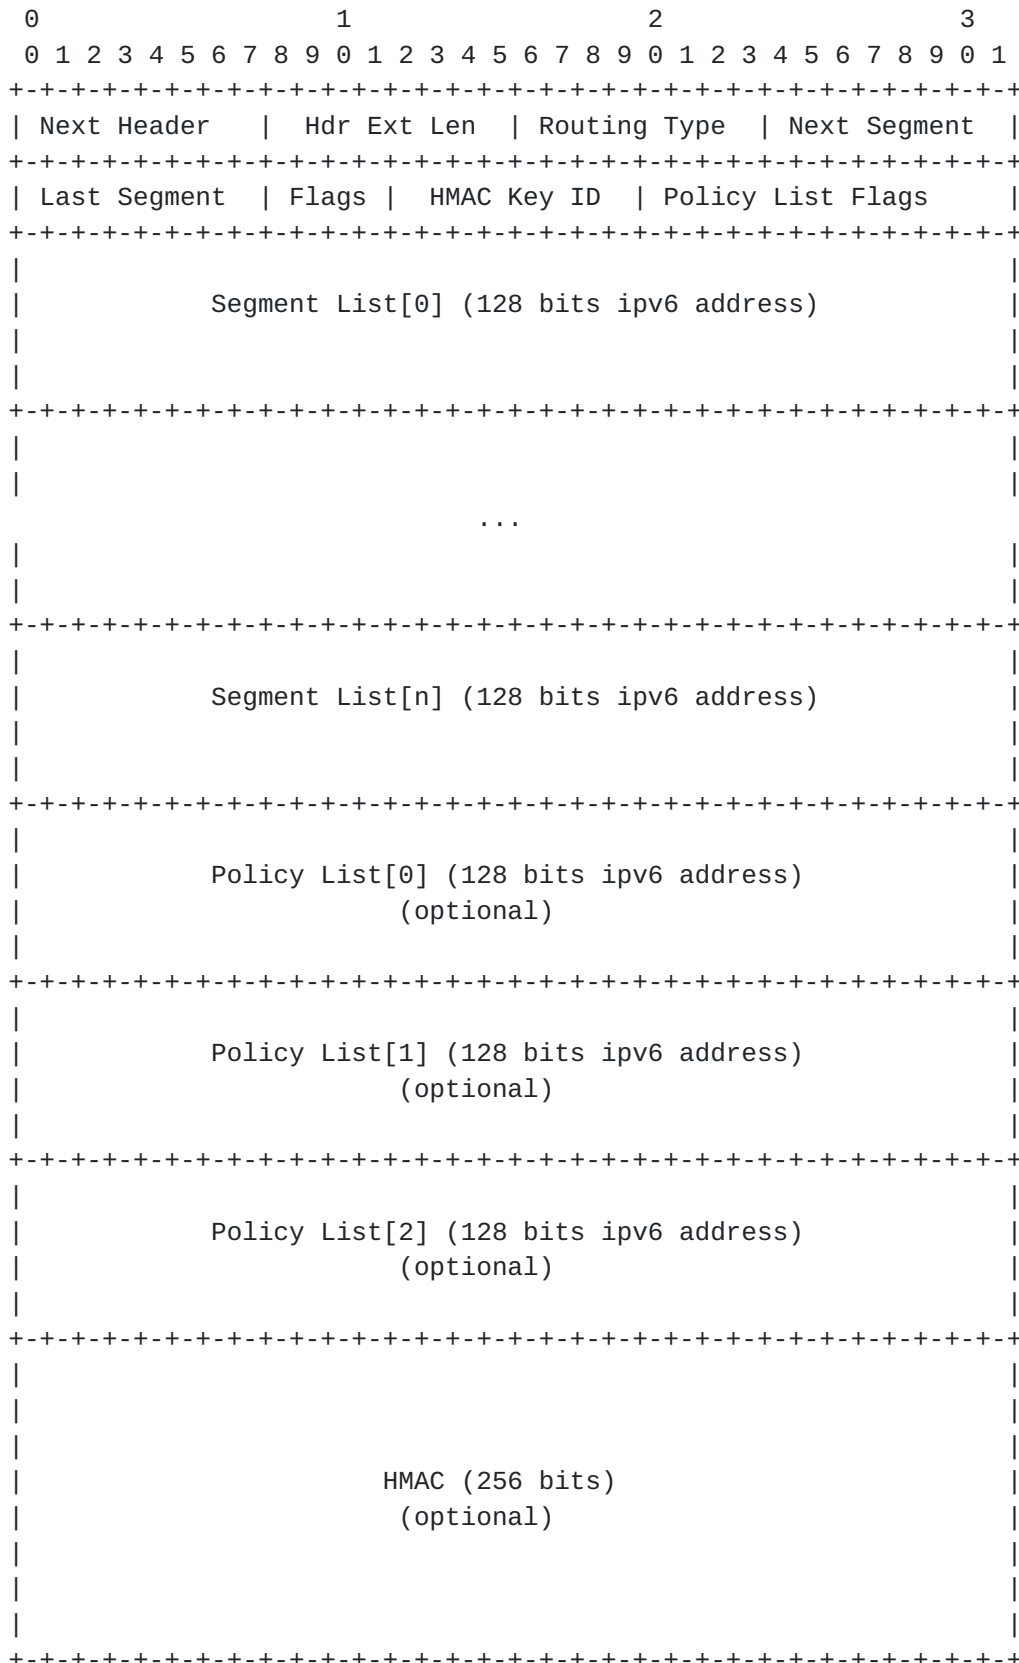 0                   1                   2                   3
 0 1 2 3 4 5 6 7 8 9 0 1 2 3 4 5 6 7 8 9 0 1 2 3 4 5 6 7 8 9 0 1
+-+-+-+-+-+-+-+-+-+-+-+-+-+-+-+-+-+-+-+-+-+-+-+-+-+-+-+-+-+-+-+-+
| Next Header   |  Hdr Ext Len  | Routing Type  | Next Segment  |
+-+-+-+-+-+-+-+-+-+-+-+-+-+-+-+-+-+-+-+-+-+-+-+-+-+-+-+-+-+-+-+-+
| Last Segment  | Flags |  HMAC Key ID  | Policy List Flags     |
+-+-+-+-+-+-+-+-+-+-+-+-+-+-+-+-+-+-+-+-+-+-+-+-+-+-+-+-+-+-+-+-+
|                                                               |
|            Segment List[0] (128 bits ipv6 address)            |
|                                                               |
|                                                               |
+-+-+-+-+-+-+-+-+-+-+-+-+-+-+-+-+-+-+-+-+-+-+-+-+-+-+-+-+-+-+-+-+
|                                                               |
|                                                               |
                              ...
|                                                               |
|                                                               |
+-+-+-+-+-+-+-+-+-+-+-+-+-+-+-+-+-+-+-+-+-+-+-+-+-+-+-+-+-+-+-+-+
|                                                               |
|            Segment List[n] (128 bits ipv6 address)            |
|                                                               |
|                                                               |
+-+-+-+-+-+-+-+-+-+-+-+-+-+-+-+-+-+-+-+-+-+-+-+-+-+-+-+-+-+-+-+-+
|                                                               |
|            Policy List[0] (128 bits ipv6 address)             |
|                        (optional)                             |
|                                                               |
+-+-+-+-+-+-+-+-+-+-+-+-+-+-+-+-+-+-+-+-+-+-+-+-+-+-+-+-+-+-+-+-+
|                                                               |
|            Policy List[1] (128 bits ipv6 address)             |
|                        (optional)                             |
|                                                               |
+-+-+-+-+-+-+-+-+-+-+-+-+-+-+-+-+-+-+-+-+-+-+-+-+-+-+-+-+-+-+-+-+
|                                                               |
|            Policy List[2] (128 bits ipv6 address)             |
|                        (optional)                             |
|                                                               |
+-+-+-+-+-+-+-+-+-+-+-+-+-+-+-+-+-+-+-+-+-+-+-+-+-+-+-+-+-+-+-+-+
|                                                               |
|                                                               |
|                                                               |
|                       HMAC (256 bits)                         |
|                        (optional)                             |
|                                                               |
|                                                               |
|                                                               |
+-+-+-+-+-+-+-+-+-+-+-+-+-+-+-+-+-+-+-+-+-+-+-+-+-+-+-+-+-+-+-+-+